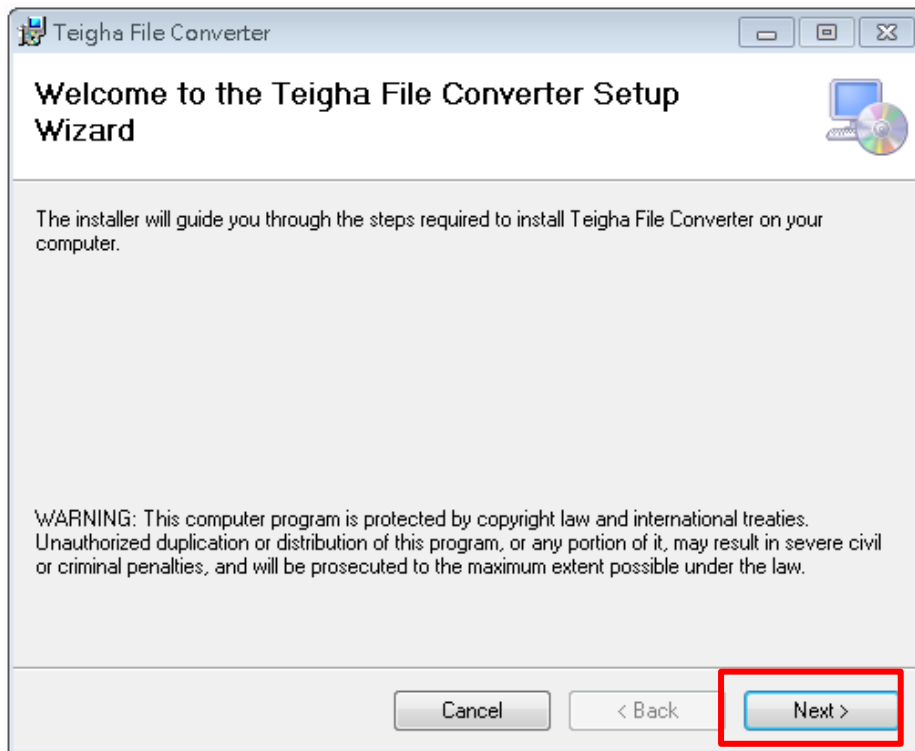 Teigha File Converter
Welcome to the Teigha File Converter Setup
Wizard
The installer will guide you through the steps required to install Teigha File Converter on your
computer.
WARNING: This computer program is protected by copyright law and international treaties.
Unauthorized duplication or distribution of this program, or any portion of it, may result in severe civil
or criminal penalties, and will be prosecuted to the maximum extent possible under the law.
Cancel
< Back
Next >